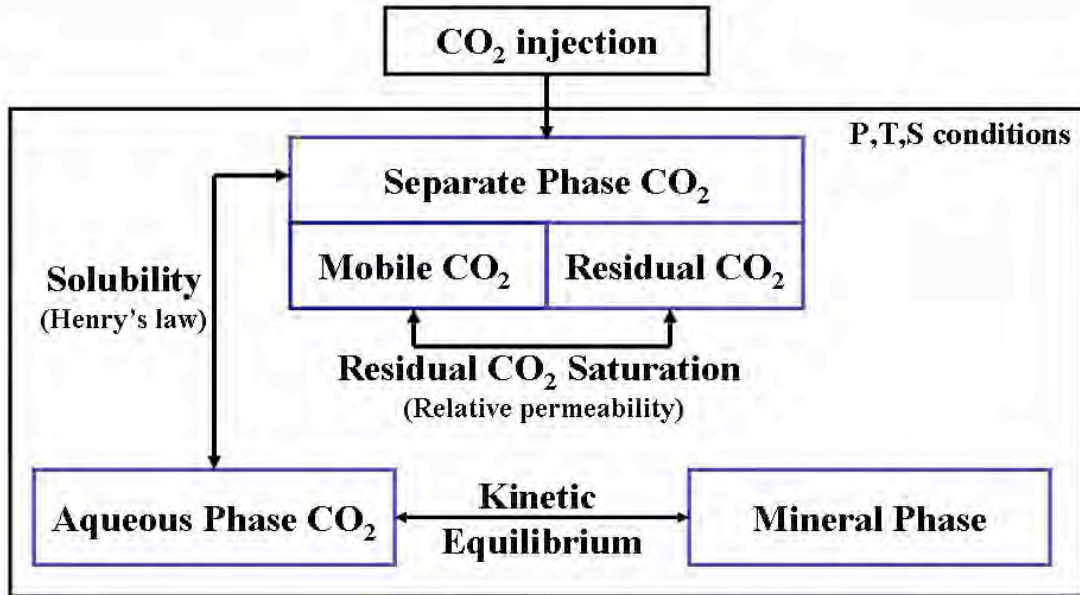 CO₂ injection
P,T,S conditions
Separate Phase CO₂
Mobile CO₂
Residual CO₂
Solubility
(Henry's law)
Residual CO₂ Saturation
(Relative permeability)
Aqueous Phase CO₂
Kinetic
Equilibrium
Mineral Phase